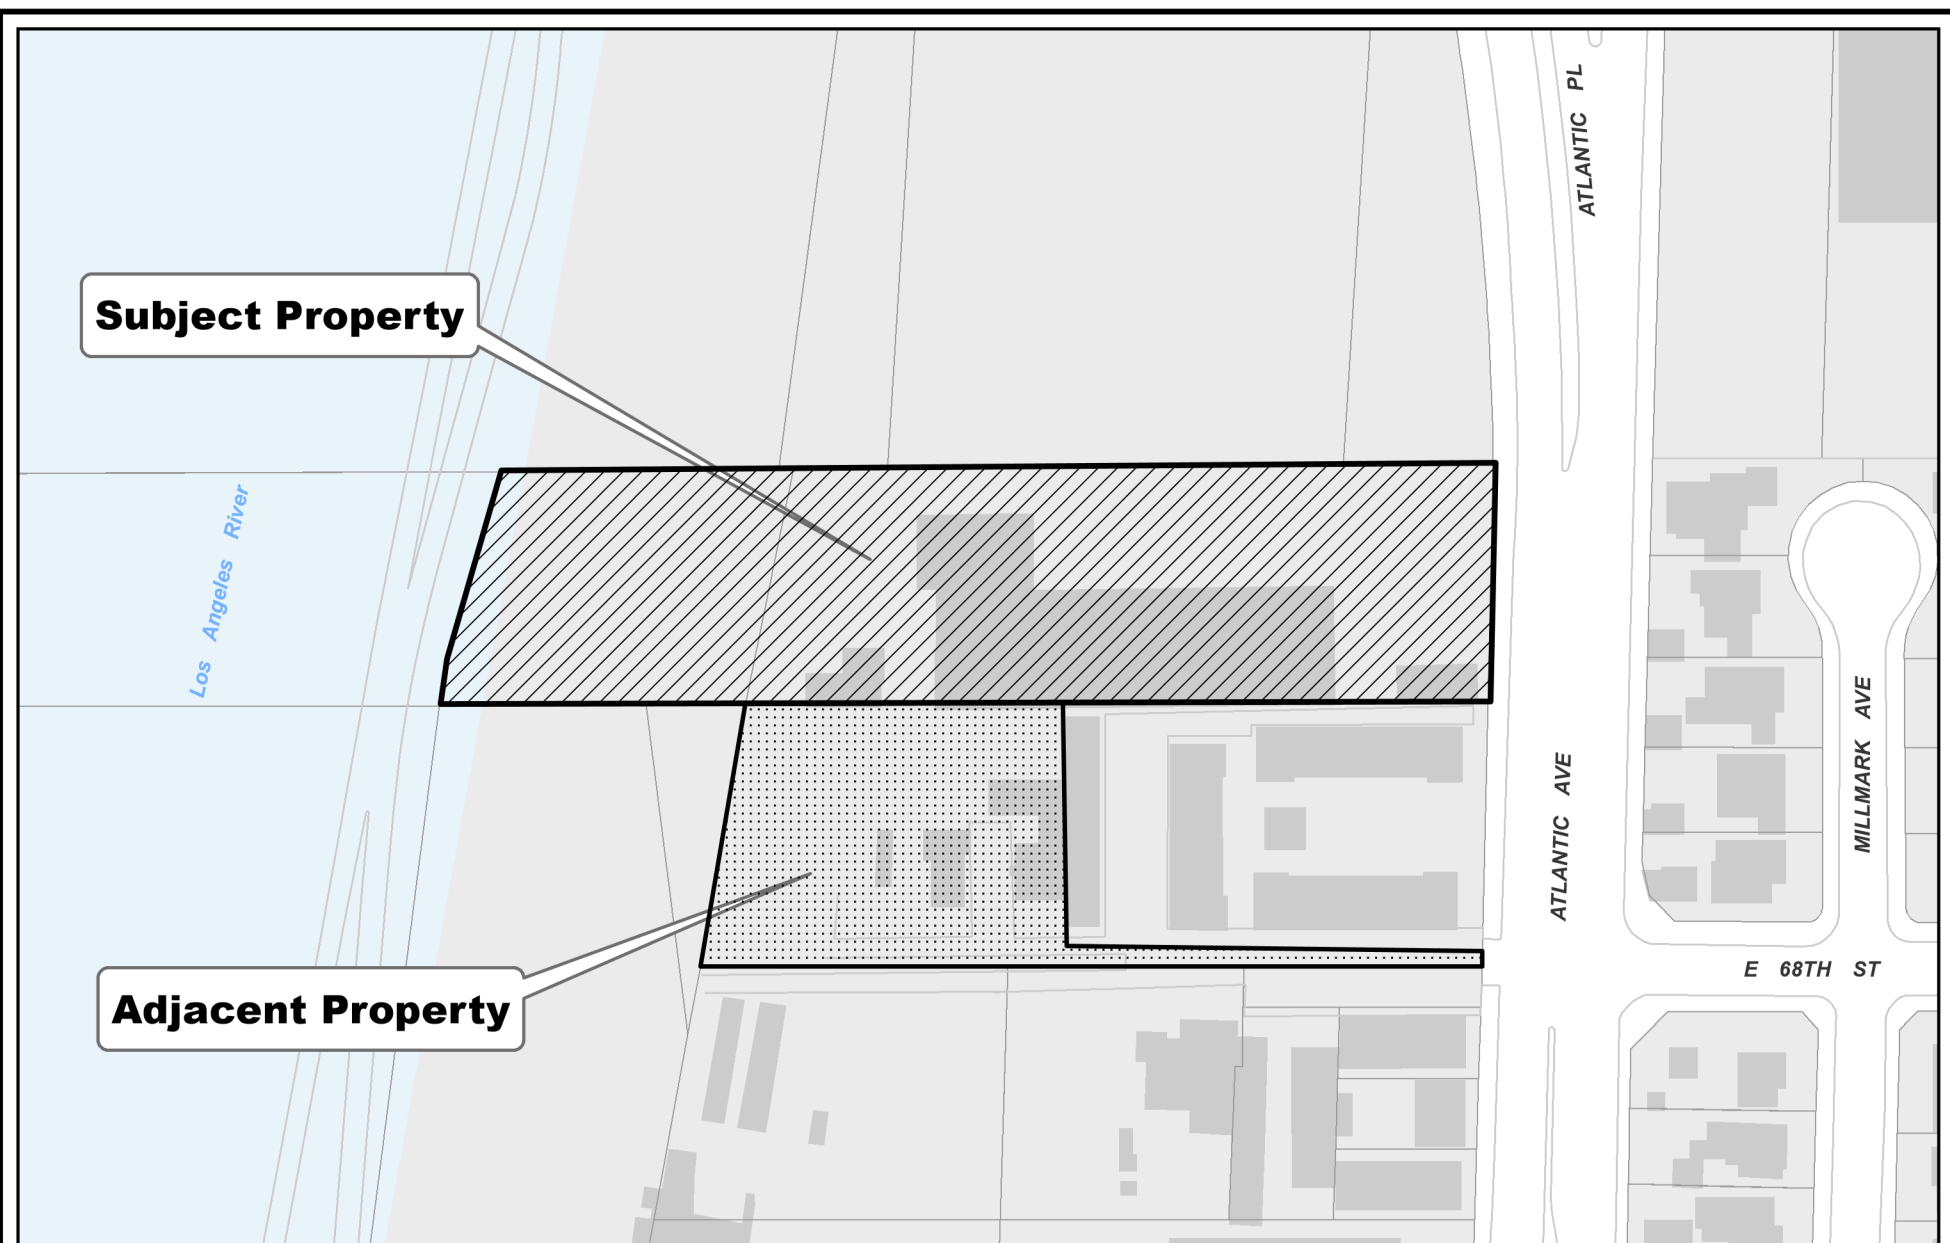 ATLANTIC PL
Subject Property
Los Angeles River
ATLANTIC AVE
MILLMARK AVE
E 68TH ST
Adjacent Property